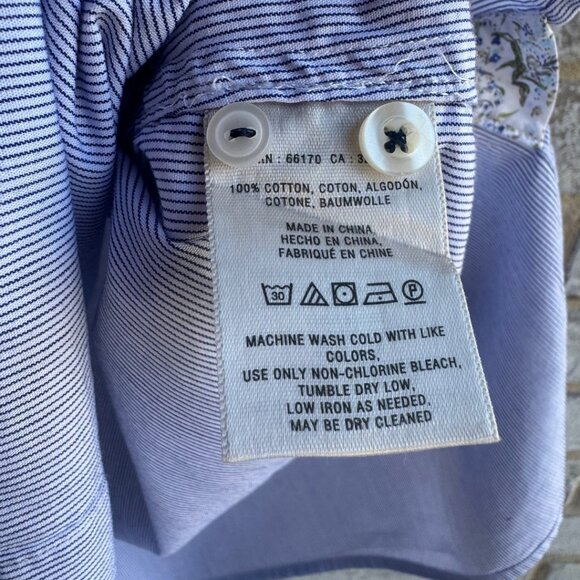 : 66170 CA :
100% COTTON, COTON, ALGODÓN,
COTONE, BAUMWOLLE
MADE IN CHINA
HECHO EN CHINA,
FABRIQUÉ EN CHINE
30 P
MACHINE WASH COLD WITH LIKE
COLORS,
USE ONLY NON-CHLORINE BLEACH,
TUMBLE DRY LOW,
LOW IRON AS NEEDED.
MAY BE DRY CLEANED